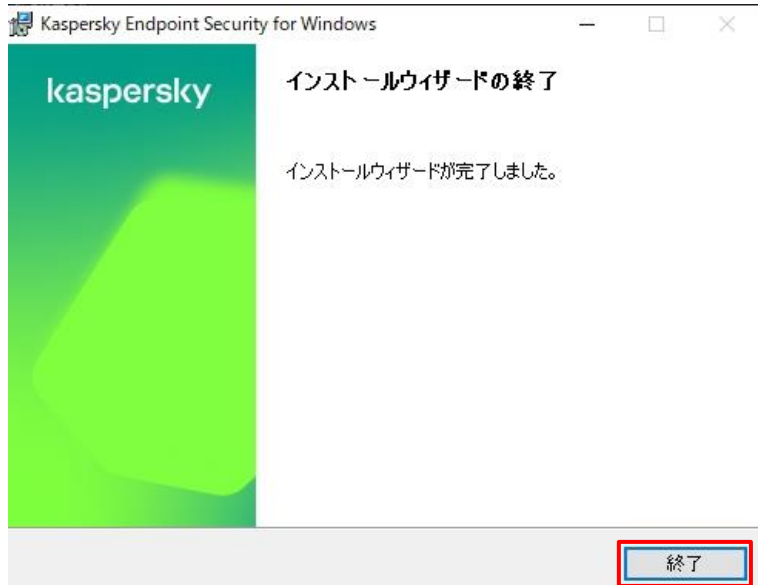 Kaspersky Endpoint Security for Windows
kaspersky
インストールウィザードの終了
インストールウィザードが完了しました。
終了